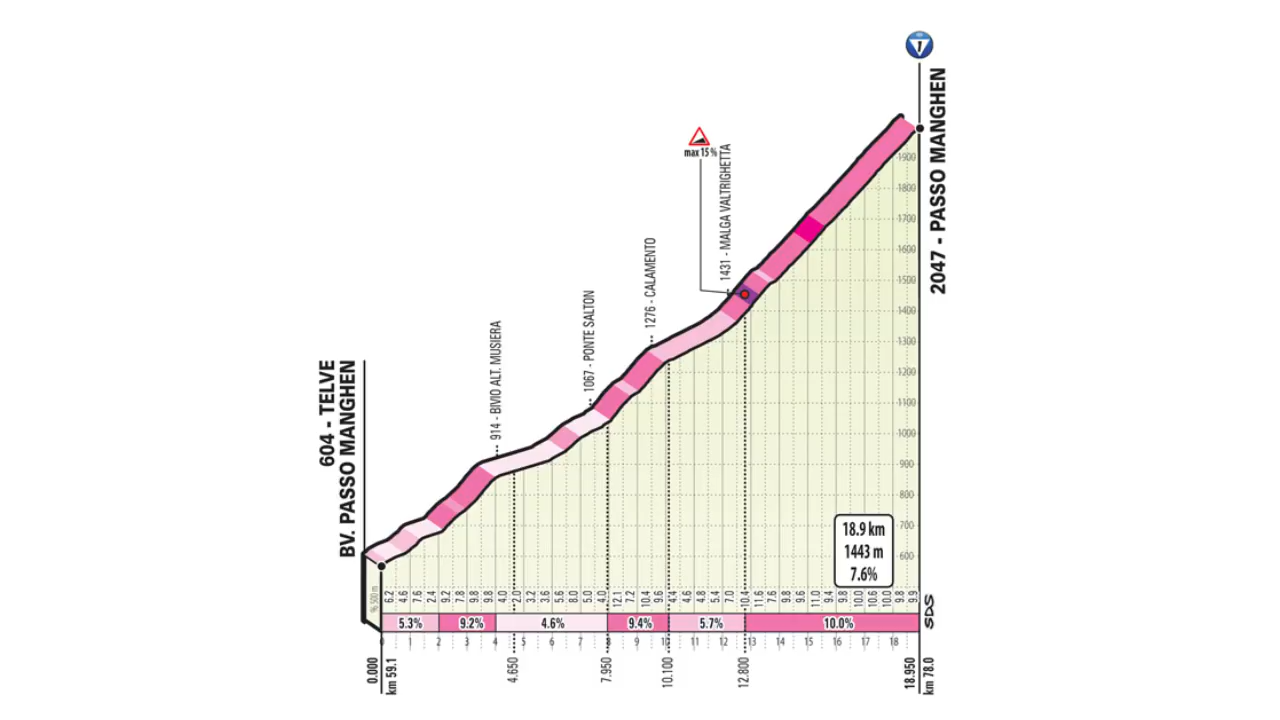 2047 - PASSO MANGHEN
max 15%
1431 - MALGA VALTRIGHETTA
1276 - CALAMENTO
1067 - PONTE SALTON
914 - BIVIO ALT. MUSIERA
604 - TELVE
BV. PASSO MANGHEN
1900
1800
1700
1600
1500
1400
1300
1200
1100
1000
900
800
700
600
18.9 km
1443 m
7.6%
% 500 m
6.2 4.6 7.6 2.4 9.2 7.8 9.8 9.8 4.0 2.0 3.2 3.6 5.6 8.0 5.0 4.0 12.1 7.2 10.4 9.6 4.4 4.6 4.8 5.4 7.0 10.4 11.6 7.6 9.8 9.6 11.0 9.4 9.8 10.0 10.6 10.0 9.8 9.9
5.3% 9.2% 4.6% 9.4% 5.7% 10.0%
0 1 2 3 4 5 6 7 8 9 10 11 12 13 14 15 16 17 18
SDS
0.000 4.650 7.950 10.100 12.800 18.950
km 59.1 km 78.0